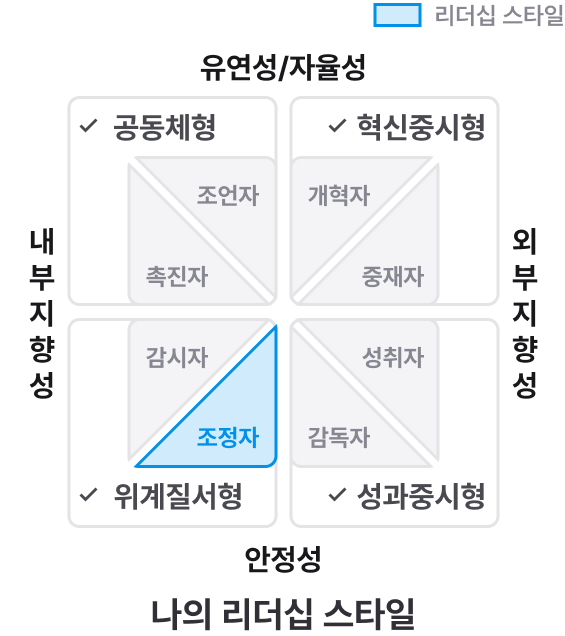 리더십 스타일
유연성/자율성
✓ 공동체형
✓ 혁신중시형
조언자
개혁자
촉진자
중재자
내부지향성
외부지향성
감시자
성취자
조정자
감독자
✓ 위계질서형
✓ 성과중시형
안정성
나의 리더십 스타일